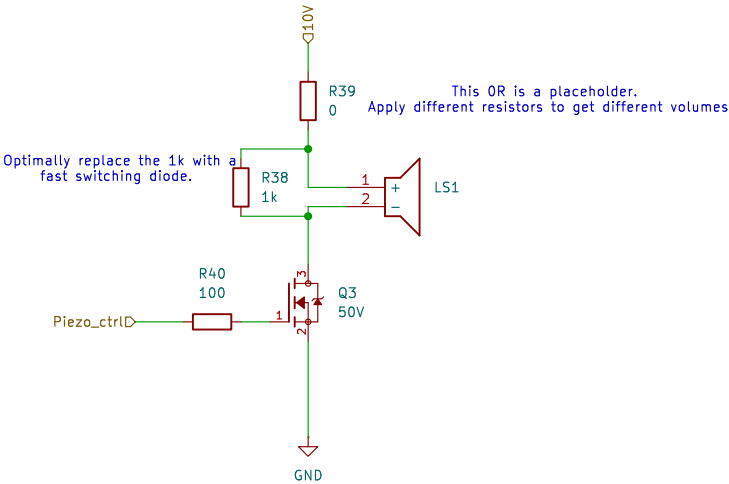 10V
R39
0
This 0R is a placeholder.
Apply different resistors to get different volumes
Optimally replace the 1k with a
fast switching diode.
R38
1k
1
+
2
−
LS1
R40
100
3
Q3
50V
1
2
Piezo_ctrl
GND